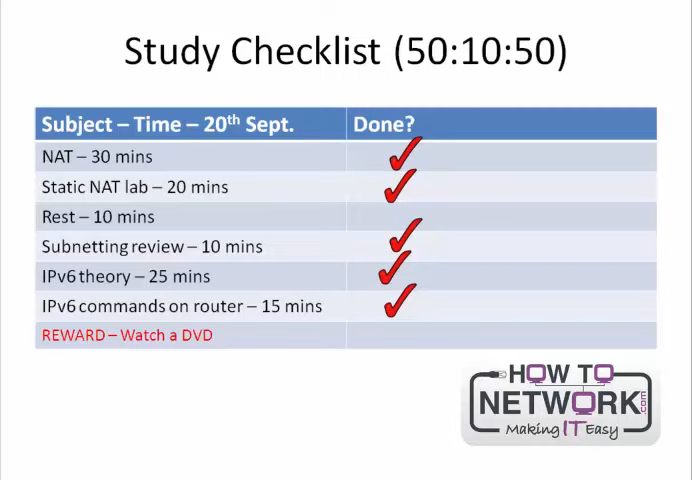 Study Checklist (50:10:50)
Subject – Time – 20th Sept. Done?
NAT – 30 mins
Static NAT lab – 20 mins
Rest – 10 mins
Subnetting review – 10 mins
IPv6 theory – 25 mins
IPv6 commands on router – 15 mins
REWARD – Watch a DVD
HOW TO
NETWORK.com
Making IT Easy